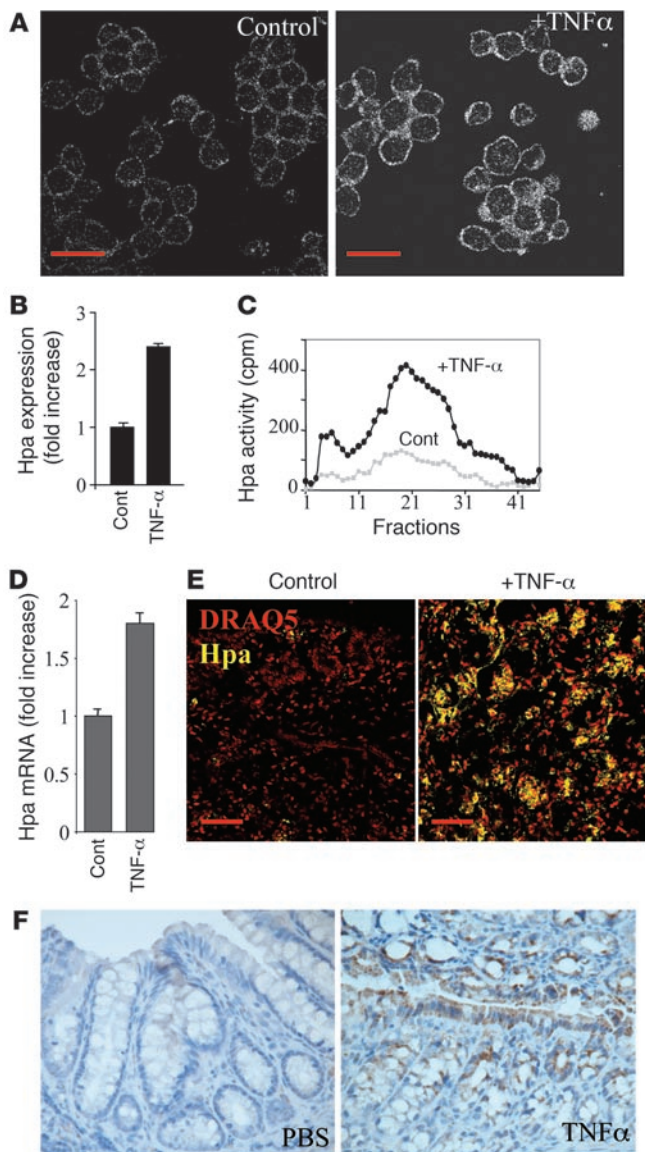 A
Control
+TNFα
B
Hpa expression
(fold increase)
3
2
1
0
Cont
TNF-α
C
Hpa activity (cpm)
400
200
0
+TNF-α
Cont
1 11 21 31 41
Fractions
D
Hpa mRNA (fold increase)
2
1.5
1
0.5
0
Cont
TNF-α
E
Control
+TNF-α
DRAQ5
Hpa
F
PBS
TNFα